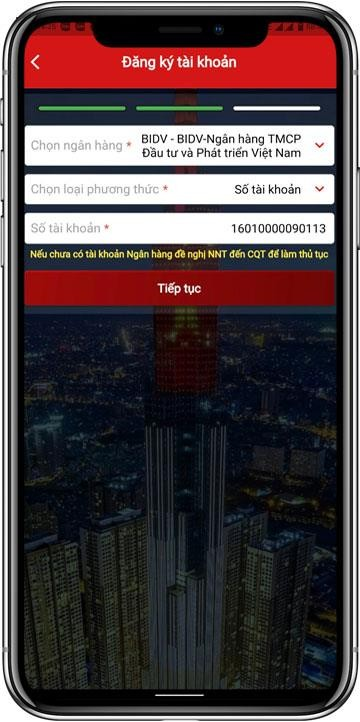 Đăng ký tài khoản
Chọn ngân hàng * BIDV - BIDV-Ngân hàng TMCP
Đầu tư và Phát triển Việt Nam
Chọn loại phương thức * Số tài khoản
Số tài khoản * 16010000090113
Nếu chưa có tài khoản Ngân hàng đề nghị NNT đến CQT để làm thủ tục
Tiếp tục